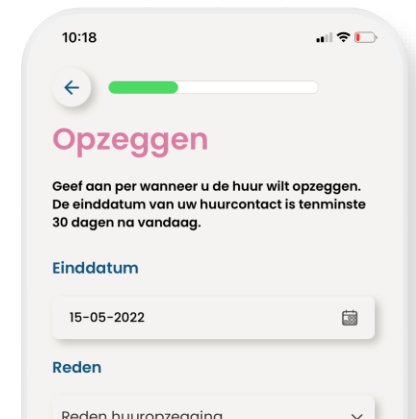 10:18
Opzeggen
Geef aan per wanneer u de huur wilt opzeggen.
De einddatum van uw huurcontact is tenminste
30 dagen na vandaag.
Einddatum
15-05-2022
Reden
Reden huuropzegging